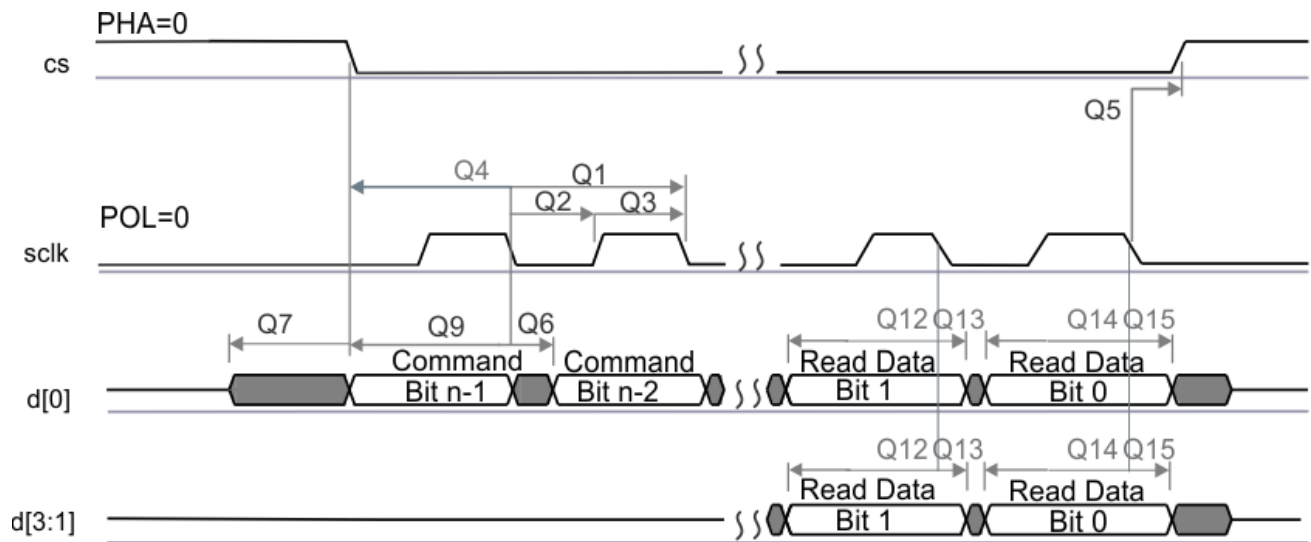 PHA=0
cs
Q5
Q4 Q1
Q2 Q3
POL=0
sclk
Q7 Q9 Q6 Q12 Q13 Q14 Q15
Command Command Read Data Read Data
d[0] Bit n-1 Bit n-2 Bit 1 Bit 0
Q12 Q13 Q14 Q15
Read Data Read Data
d[3:1] Bit 1 Bit 0